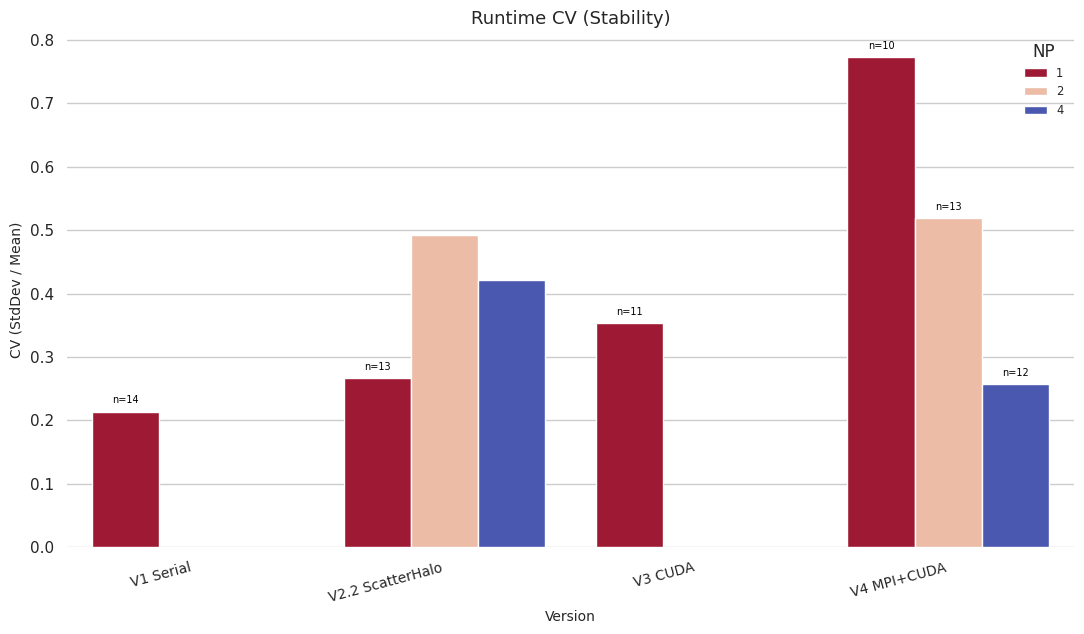 Runtime CV (Stability)
CV (StdDev / Mean)
0.8
0.7
0.6
0.5
0.4
0.3
0.2
0.1
0.0
n=14
n=13
n=11
n=10
n=13
n=12
NP
1
2
4
V1 Serial
V2.2 ScatterHalo
V3 CUDA
V4 MPI+CUDA
Version